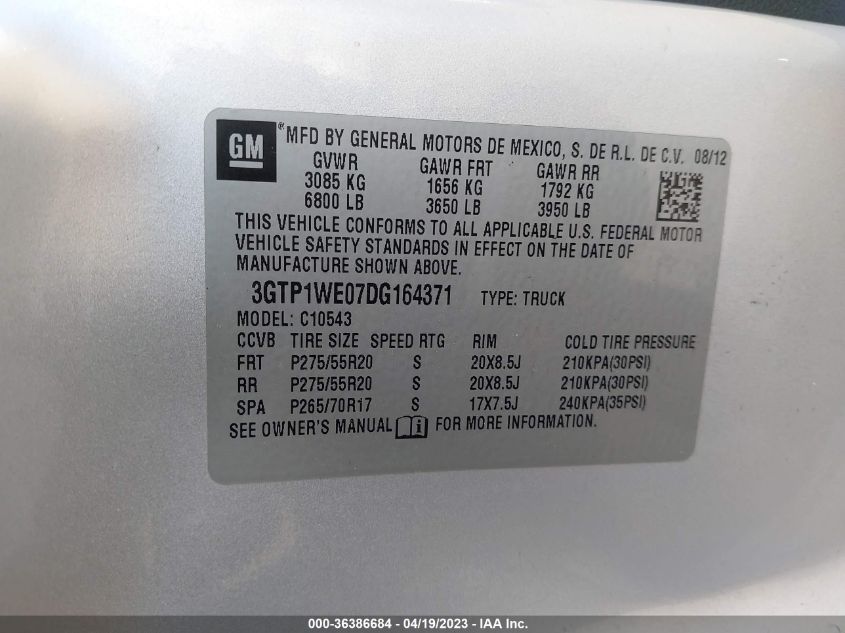 GM ® MFD BY GENERAL MOTORS DE MEXICO, S. DE R.L. DE C.V. 08/12
GVWR GAWR FRT GAWR RR
3085 KG 1656 KG 1792 KG
6800 LB 3650 LB 3950 LB
THIS VEHICLE CONFORMS TO ALL APPLICABLE U.S. FEDERAL MOTOR
VEHICLE SAFETY STANDARDS IN EFFECT ON THE DATE OF
MANUFACTURE SHOWN ABOVE.
3GTP1WE07DG164371 TYPE: TRUCK
MODEL: C10543
CCVB TIRE SIZE SPEED RTG RIM COLD TIRE PRESSURE
FRT P275/55R20 S 20X8.5J 210KPA(30PSI)
RR P275/55R20 S 20X8.5J 210KPA(30PSI)
SPA P265/70R17 S 17X7.5J 240KPA(35PSI)
SEE OWNER'S MANUAL i FOR MORE INFORMATION.
000-36386684 - 04/19/2023 - IAA Inc.